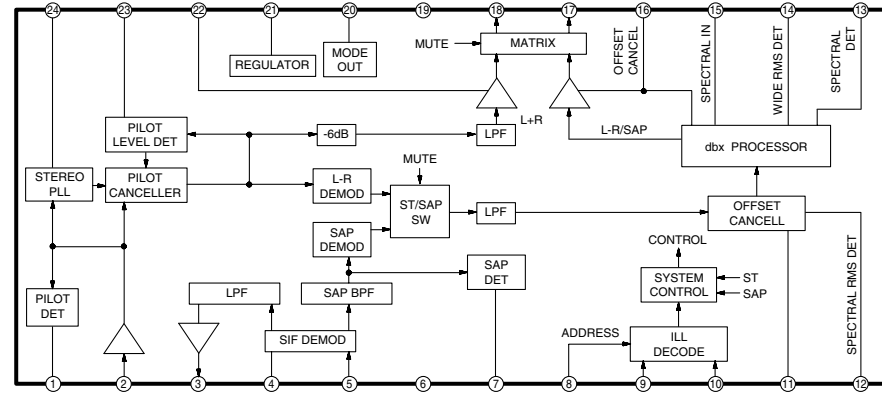 24 23 22 21 20 19 18 17 16 15 14 13
MUTE
MATRIX
REGULATOR
MODE
OUT
OFFSET
CANCEL
SPECTRAL IN
WIDE RMS DET
SPECTRAL
DET
L+R
PILOT
LEVEL DET
-6dB
LPF
L-R/SAP
dbx PROCESSOR
MUTE
STEREO
PLL
PILOT
CANCELLER
L-R
DEMOD
ST/SAP
SW
LPF
OFFSET
CANCELL
SAP
DEMOD
CONTROL
PILOT
DET
LPF
SAP BPF
SAP
DET
SYSTEM
CONTROL
ST
SAP
SPECTRAL RMS DET
SIF DEMOD
ADDRESS
ILL
DECODE
1 2 3 4 5 6 7 8 9 10 11 12